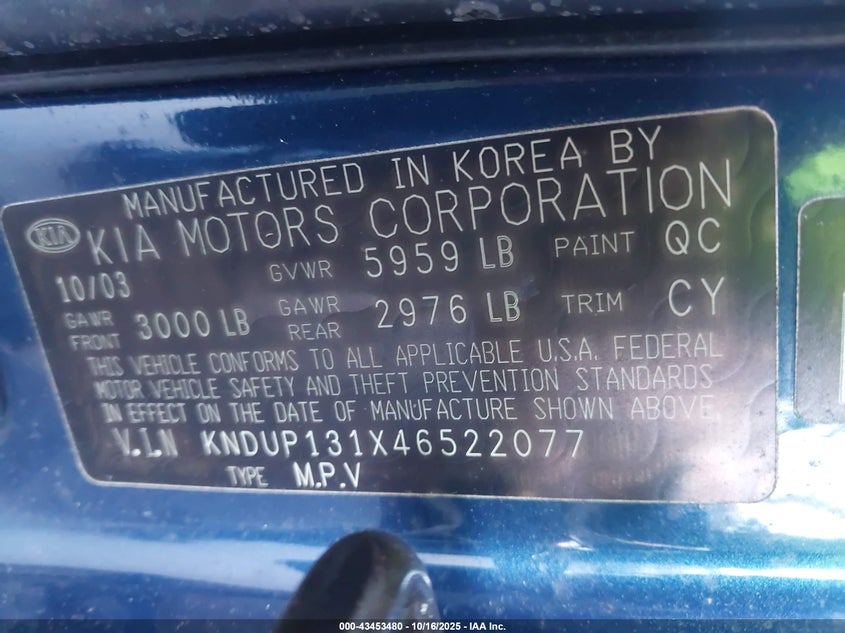 MANUFACTURED IN KOREA BY
KIA KIA MOTORS CORPORATION
10/03 GVWR 5959 LB PAINT QC
GAWR FRONT 3000 LB GAWR REAR 2976 LB TRIM CY
THIS VEHICLE CONFORMS TO ALL APPLICABLE U.S.A. FEDERAL
MOTOR VEHICLE SAFETY AND THEFT PREVENTION STANDARDS
IN EFFECT ON THE DATE OF MANUFACTURE SHOWN ABOVE.
V.I.N KNDUP131X46522077
TYPE M.P.V
000-43453480 - 10/16/2025 - IAA Inc.